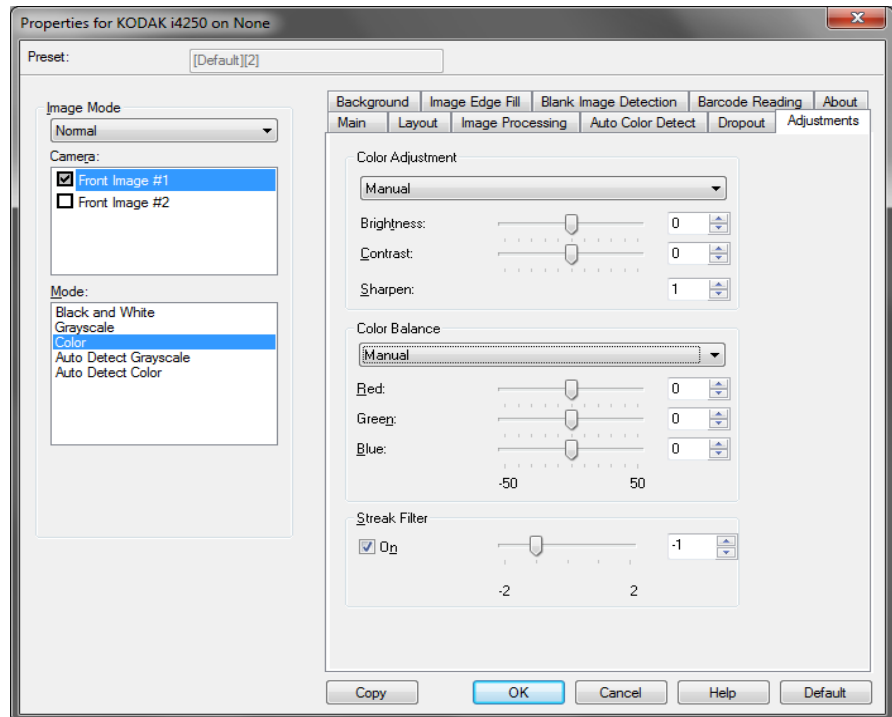 Properties for KODAK i4250 on None
Preset:
[Default][2]
Image Mode
Normal
Camera:
Front Image #1
Front Image #2
Mode:
Black and White
Grayscale
Color
Auto Detect Grayscale
Auto Detect Color
Background Image Edge Fill Blank Image Detection Barcode Reading About
Main Layout Image Processing Auto Color Detect Dropout Adjustments
Color Adjustment
Manual
Brightness: 0
Contrast: 0
Sharpen: 1
Color Balance
Manual
Red: 0
Green: 0
Blue: 0
-50 50
Streak Filter
On -1
-2 2
Copy OK Cancel Help Default